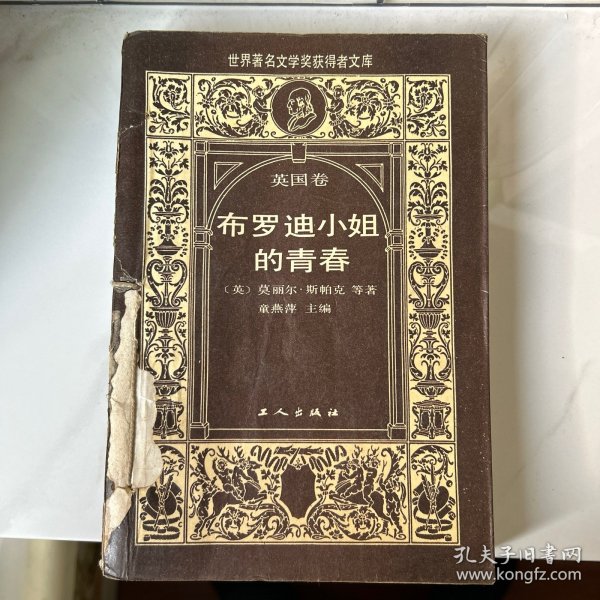 世界著名文学奖获得者文库
英国卷
布罗迪小姐
的青春
〔英〕莫丽尔·斯帕克 等著
童燕萍 主编
工人出版社
孔夫子旧书网
www.kongfz.com